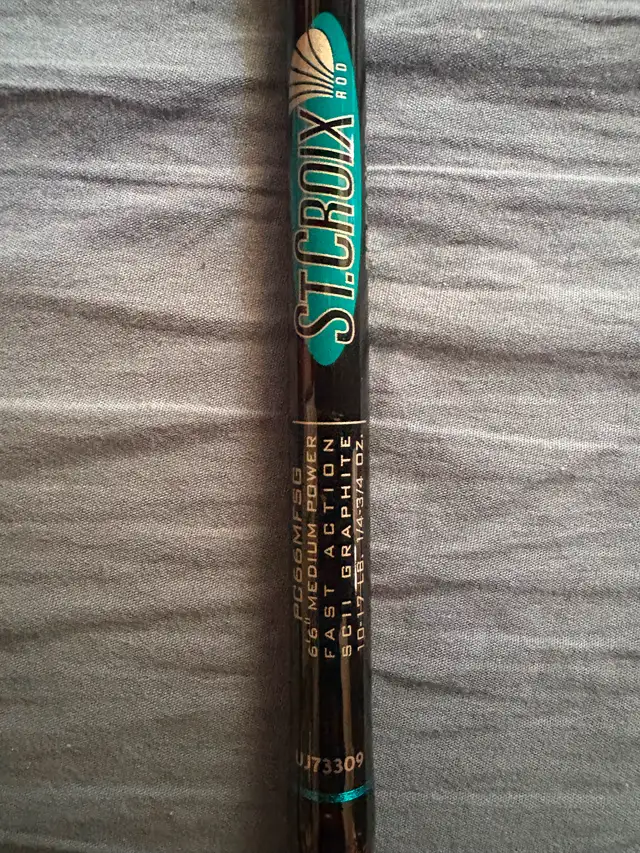 ST.CROIX
ROD
PC66MFSG
6'6" MEDIUM POWER
FAST ACTION
SCII GRAPHITE
10-17 LB. 1/4-3/4 OZ.
UJ73309